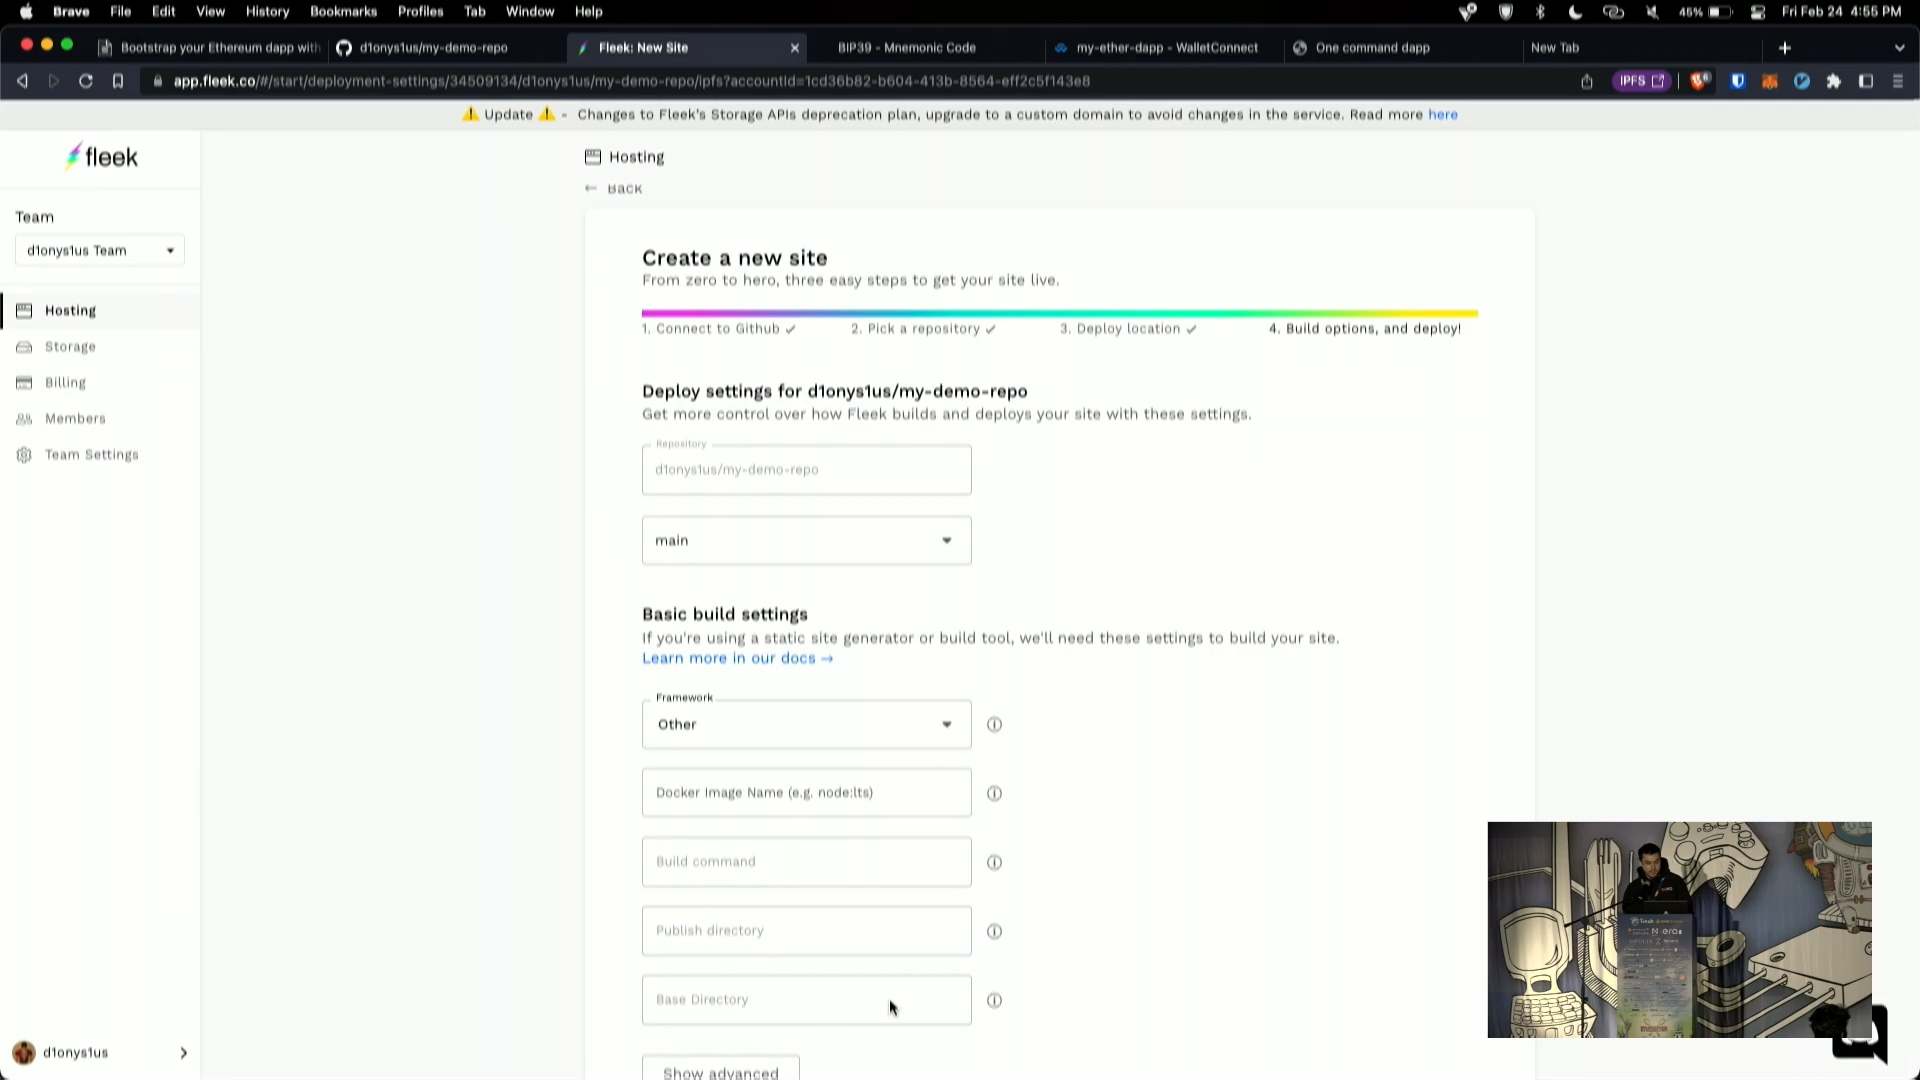 Brave File Edit View History Bookmarks Profiles Tab Window Help
45% Fri Feb 24 4:55 PM
Bootstrap your Ethereum dapp with
d1onys1us/my-demo-repo
Fleek: New Site
BIP39 - Mnemonic Code
my-ether-dapp - WalletConnect
One command dapp
New Tab
app.fleek.co/#/start/deployment-settings/34509134/d1onys1us/my-demo-repo/ipfs?accountId=1cd36b82-b604-413b-8564-eff2c5f143e8
IPFS
Update - Changes to Fleek's Storage APIs deprecation plan, upgrade to a custom domain to avoid changes in the service. Read more here
fleek
Team
d1onys1us Team
Hosting
Storage
Billing
Members
Team Settings
d1onys1us
Hosting
← BACK
Create a new site
From zero to hero, three easy steps to get your site live.
1. Connect to Github ✓
2. Pick a repository ✓
3. Deploy location ✓
4. Build options, and deploy!
Deploy settings for d1onys1us/my-demo-repo
Get more control over how Fleek builds and deploys your site with these settings.
Repository
d1onys1us/my-demo-repo
main
Basic build settings
If you're using a static site generator or build tool, we'll need these settings to build your site.
Learn more in our docs →
Framework
Other
Docker Image Name (e.g. node:lts)
Build command
Publish directory
Base Directory
Show advanced